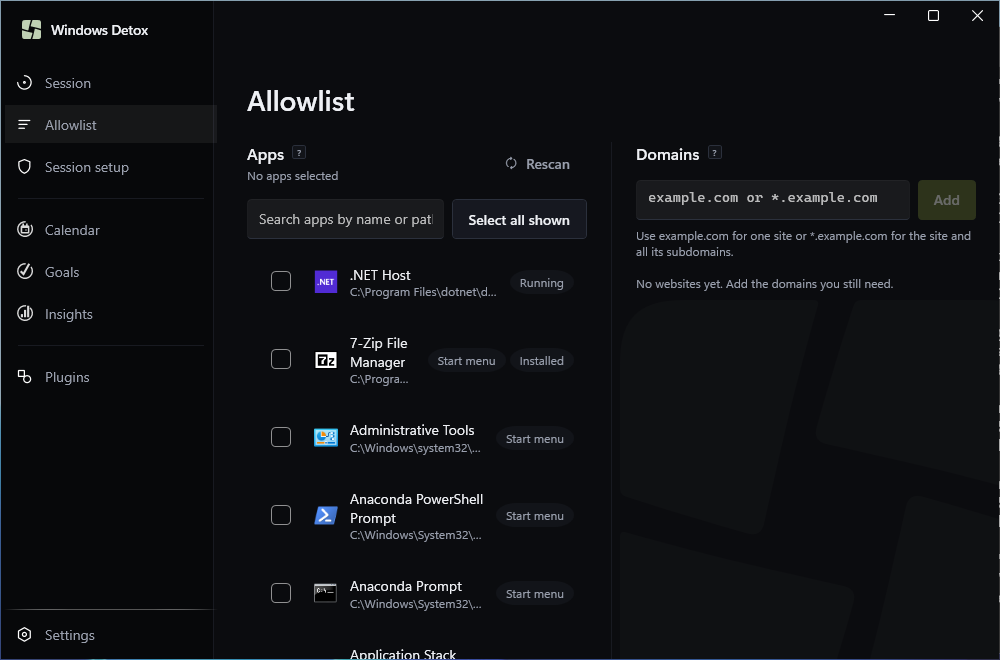 Windows Detox
Session
Allowlist
Session setup
Calendar
Goals
Insights
Plugins
Settings
Allowlist
Apps ?
No apps selected
Rescan
Search apps by name or pat
Select all shown
.NET
.NET Host
C:\Program Files\dotnet\d...
Running
7z
7-Zip File
Manager
C:\Progra...
Start menu
Installed
Administrative Tools
C:\Windows\system32\...
Start menu
Anaconda PowerShell
Prompt
C:\Windows\System32\...
Start menu
Anaconda Prompt
C:\Windows\System32\...
Start menu
Application Stack
Domains ?
example.com or *.example.com
Add
Use example.com for one site or *.example.com for the site and
all its subdomains.
No websites yet. Add the domains you still need.